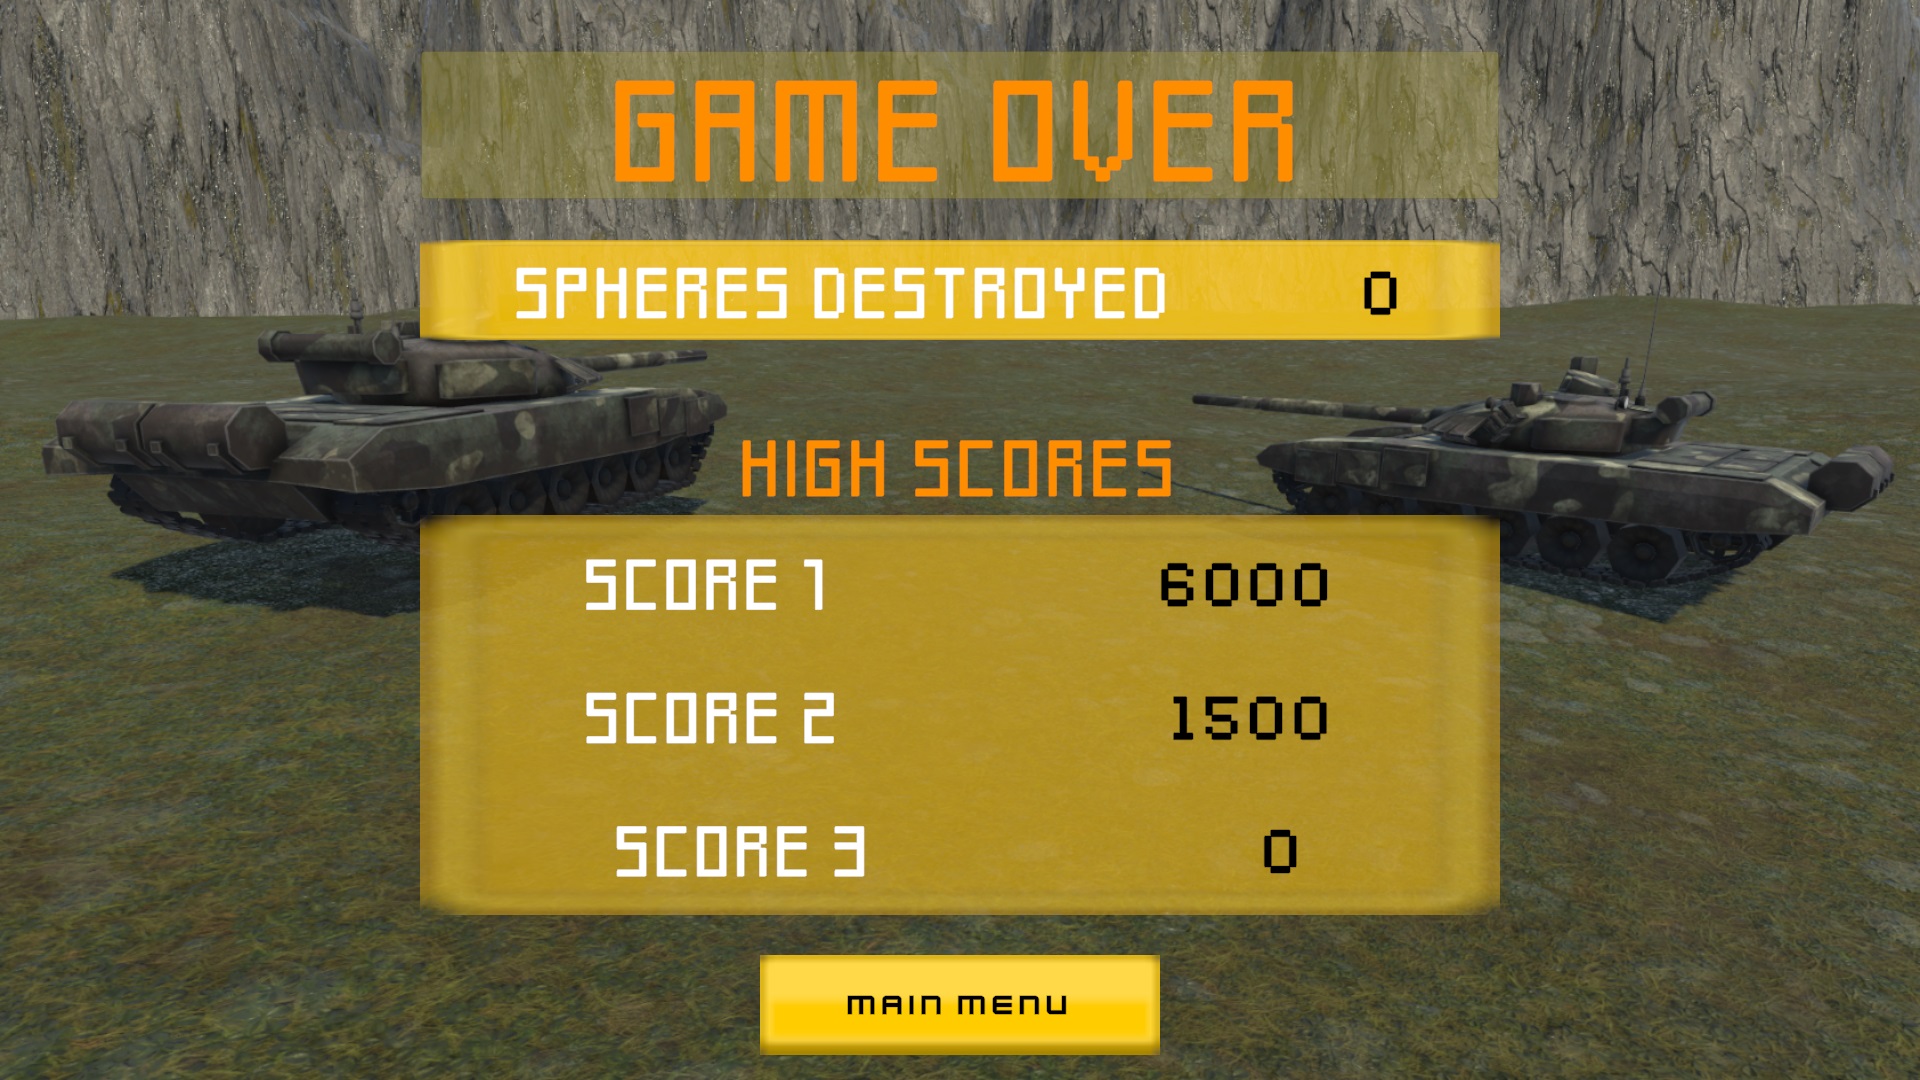 GAME OVER
SPHERES DESTROYED 0
HIGH SCORES
SCORE 1 6000
SCORE 2 1500
SCORE 3 0
MAIN MENU